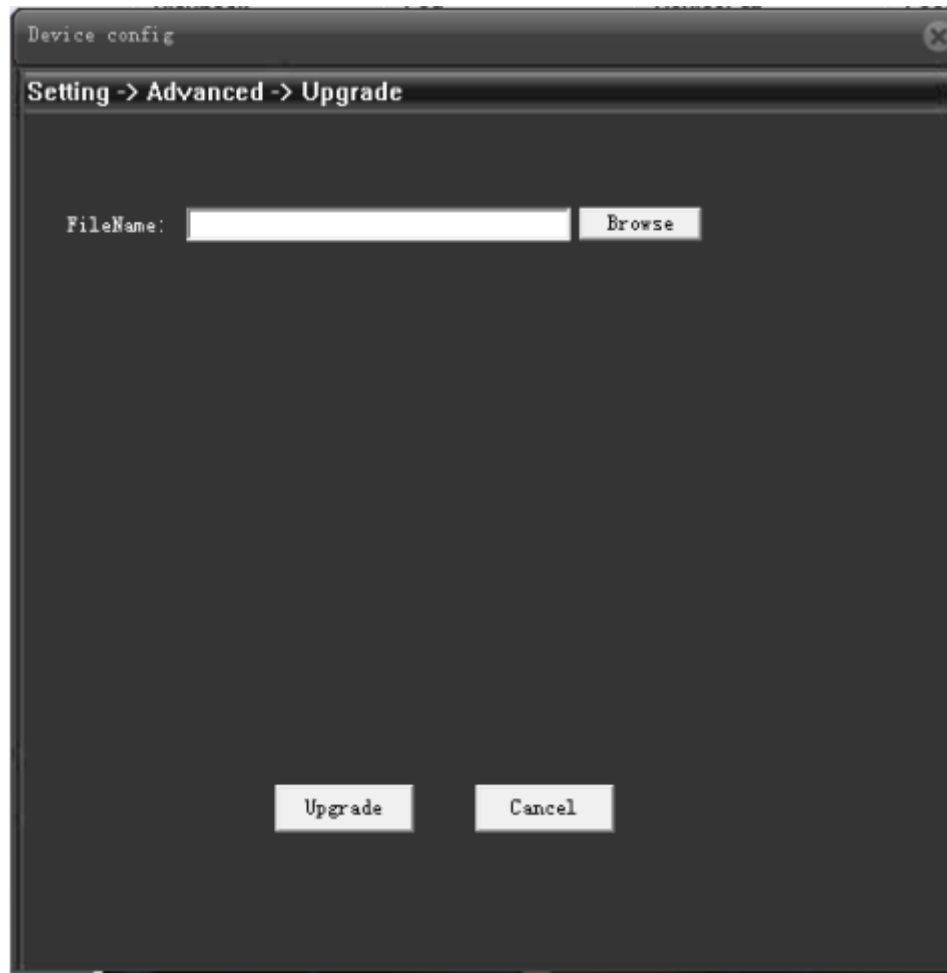 Device config
Setting -> Advanced -> Upgrade
FileName:
Browse
Upgrade
Cancel